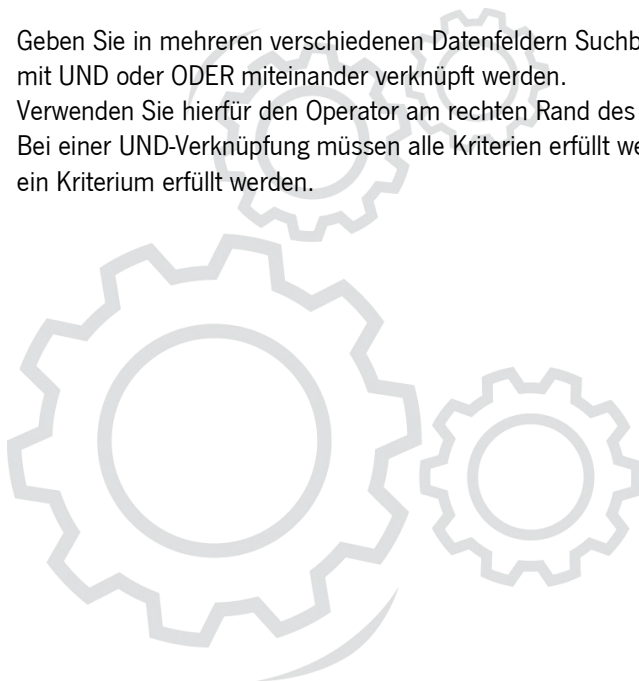 Geben Sie in mehreren verschiedenen Datenfeldern Suchb
mit UND oder ODER miteinander verknüpft werden.
Verwenden Sie hierfür den Operator am rechten Rand des
Bei einer UND-Verknüpfung müssen alle Kriterien erfüllt we
ein Kriterium erfüllt werden.